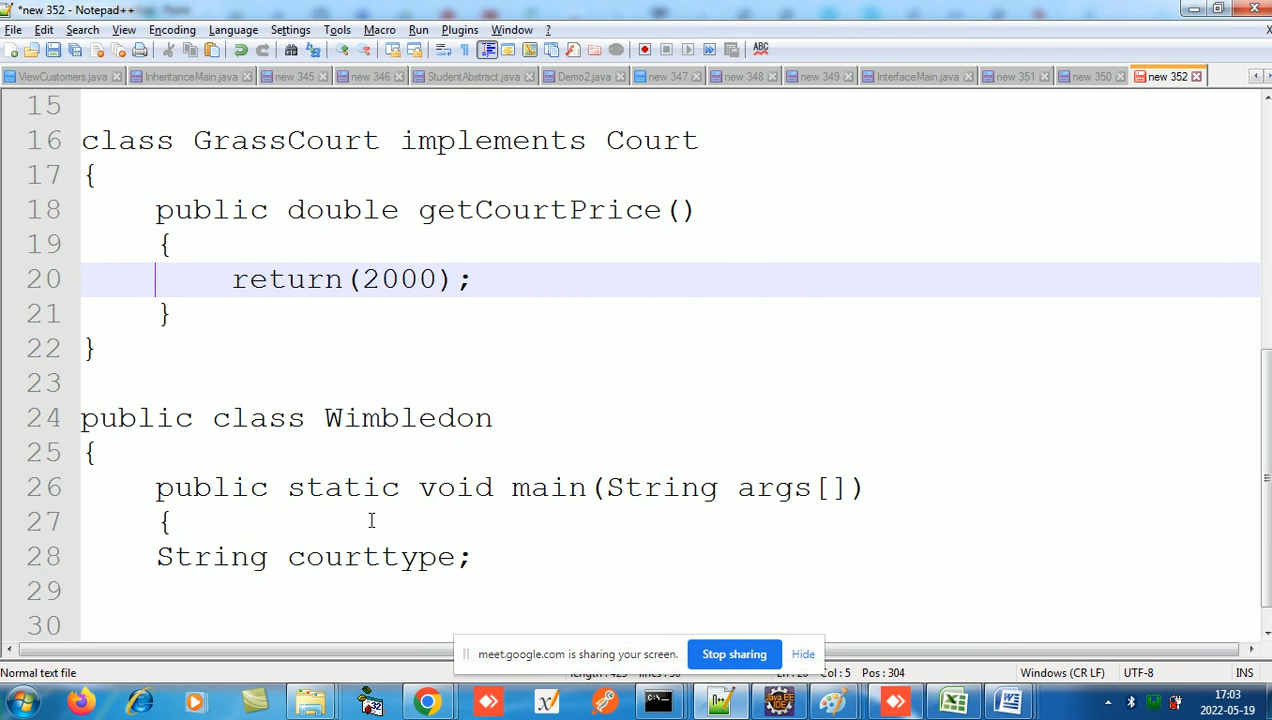 *new 352 - Notepad++
File Edit Search View Encoding Language Settings Tools Macro Run Plugins Window ?
ViewCustomers.java InheritanceMain.java new 345 new 346 StudentAbstract.java Demo2.java new 347 new 348 new 349 InterfaceMain.java new 351 new 350 new 352
15
16 class GrassCourt implements Court
17 {
18 public double getCourtPrice()
19 {
20 return(2000);
21 }
22 }
23
24 public class Wimbledon
25 {
26 public static void main(String args[])
27 {
28 String courttype;
29
30
meet.google.com is sharing your screen. Stop sharing Hide
Normal text file Col : 5 Pos : 304 Windows (CR LF) UTF-8 INS
17:03
2022-05-19